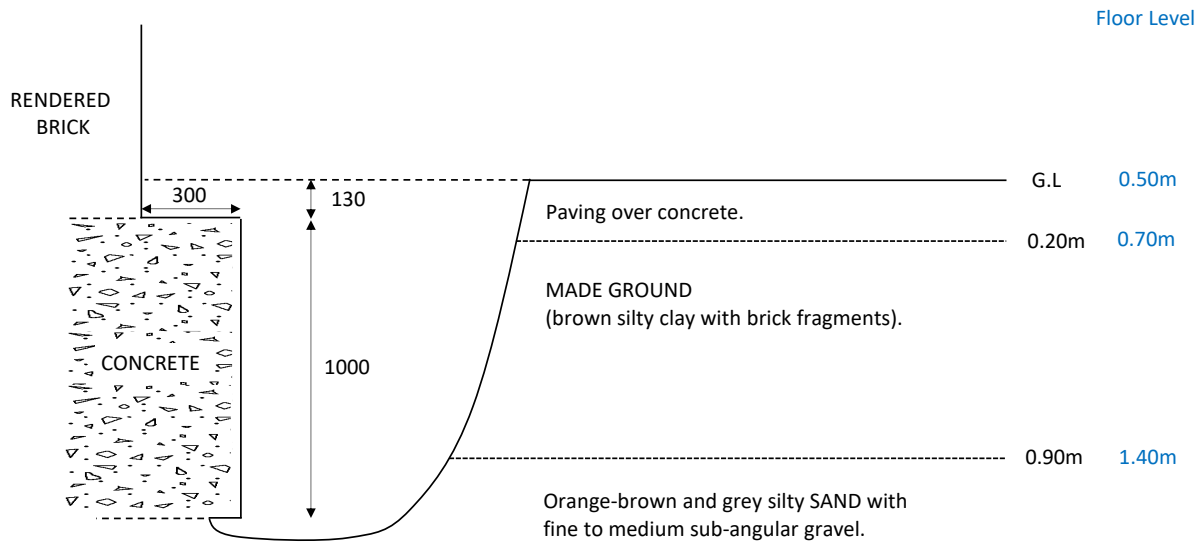 Floor Level
RENDERED
BRICK
300
130
G.L 0.50m
Paving over concrete.
0.20m 0.70m
MADE GROUND
(brown silty clay with brick fragments).
CONCRETE
1000
0.90m 1.40m
Orange-brown and grey silty SAND with
fine to medium sub-angular gravel.